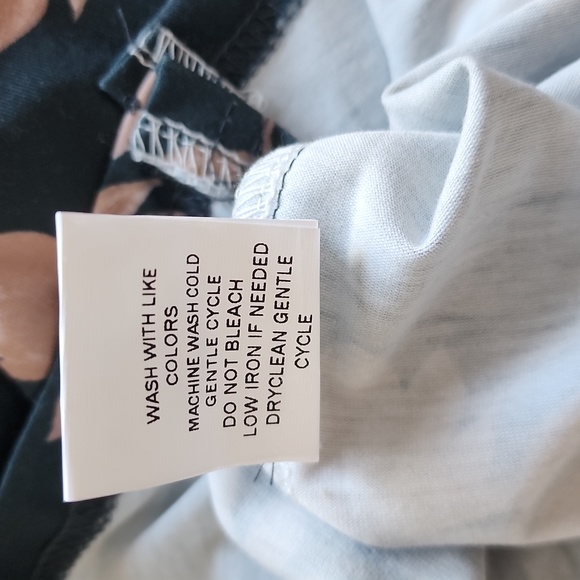 WASH WITH LIKE
COLORS
MACHINE WASH COLD
GENTLE CYCLE
DO NOT BLEACH
LOW IRON IF NEEDED
DRYCLEAN GENTLE
CYCLE